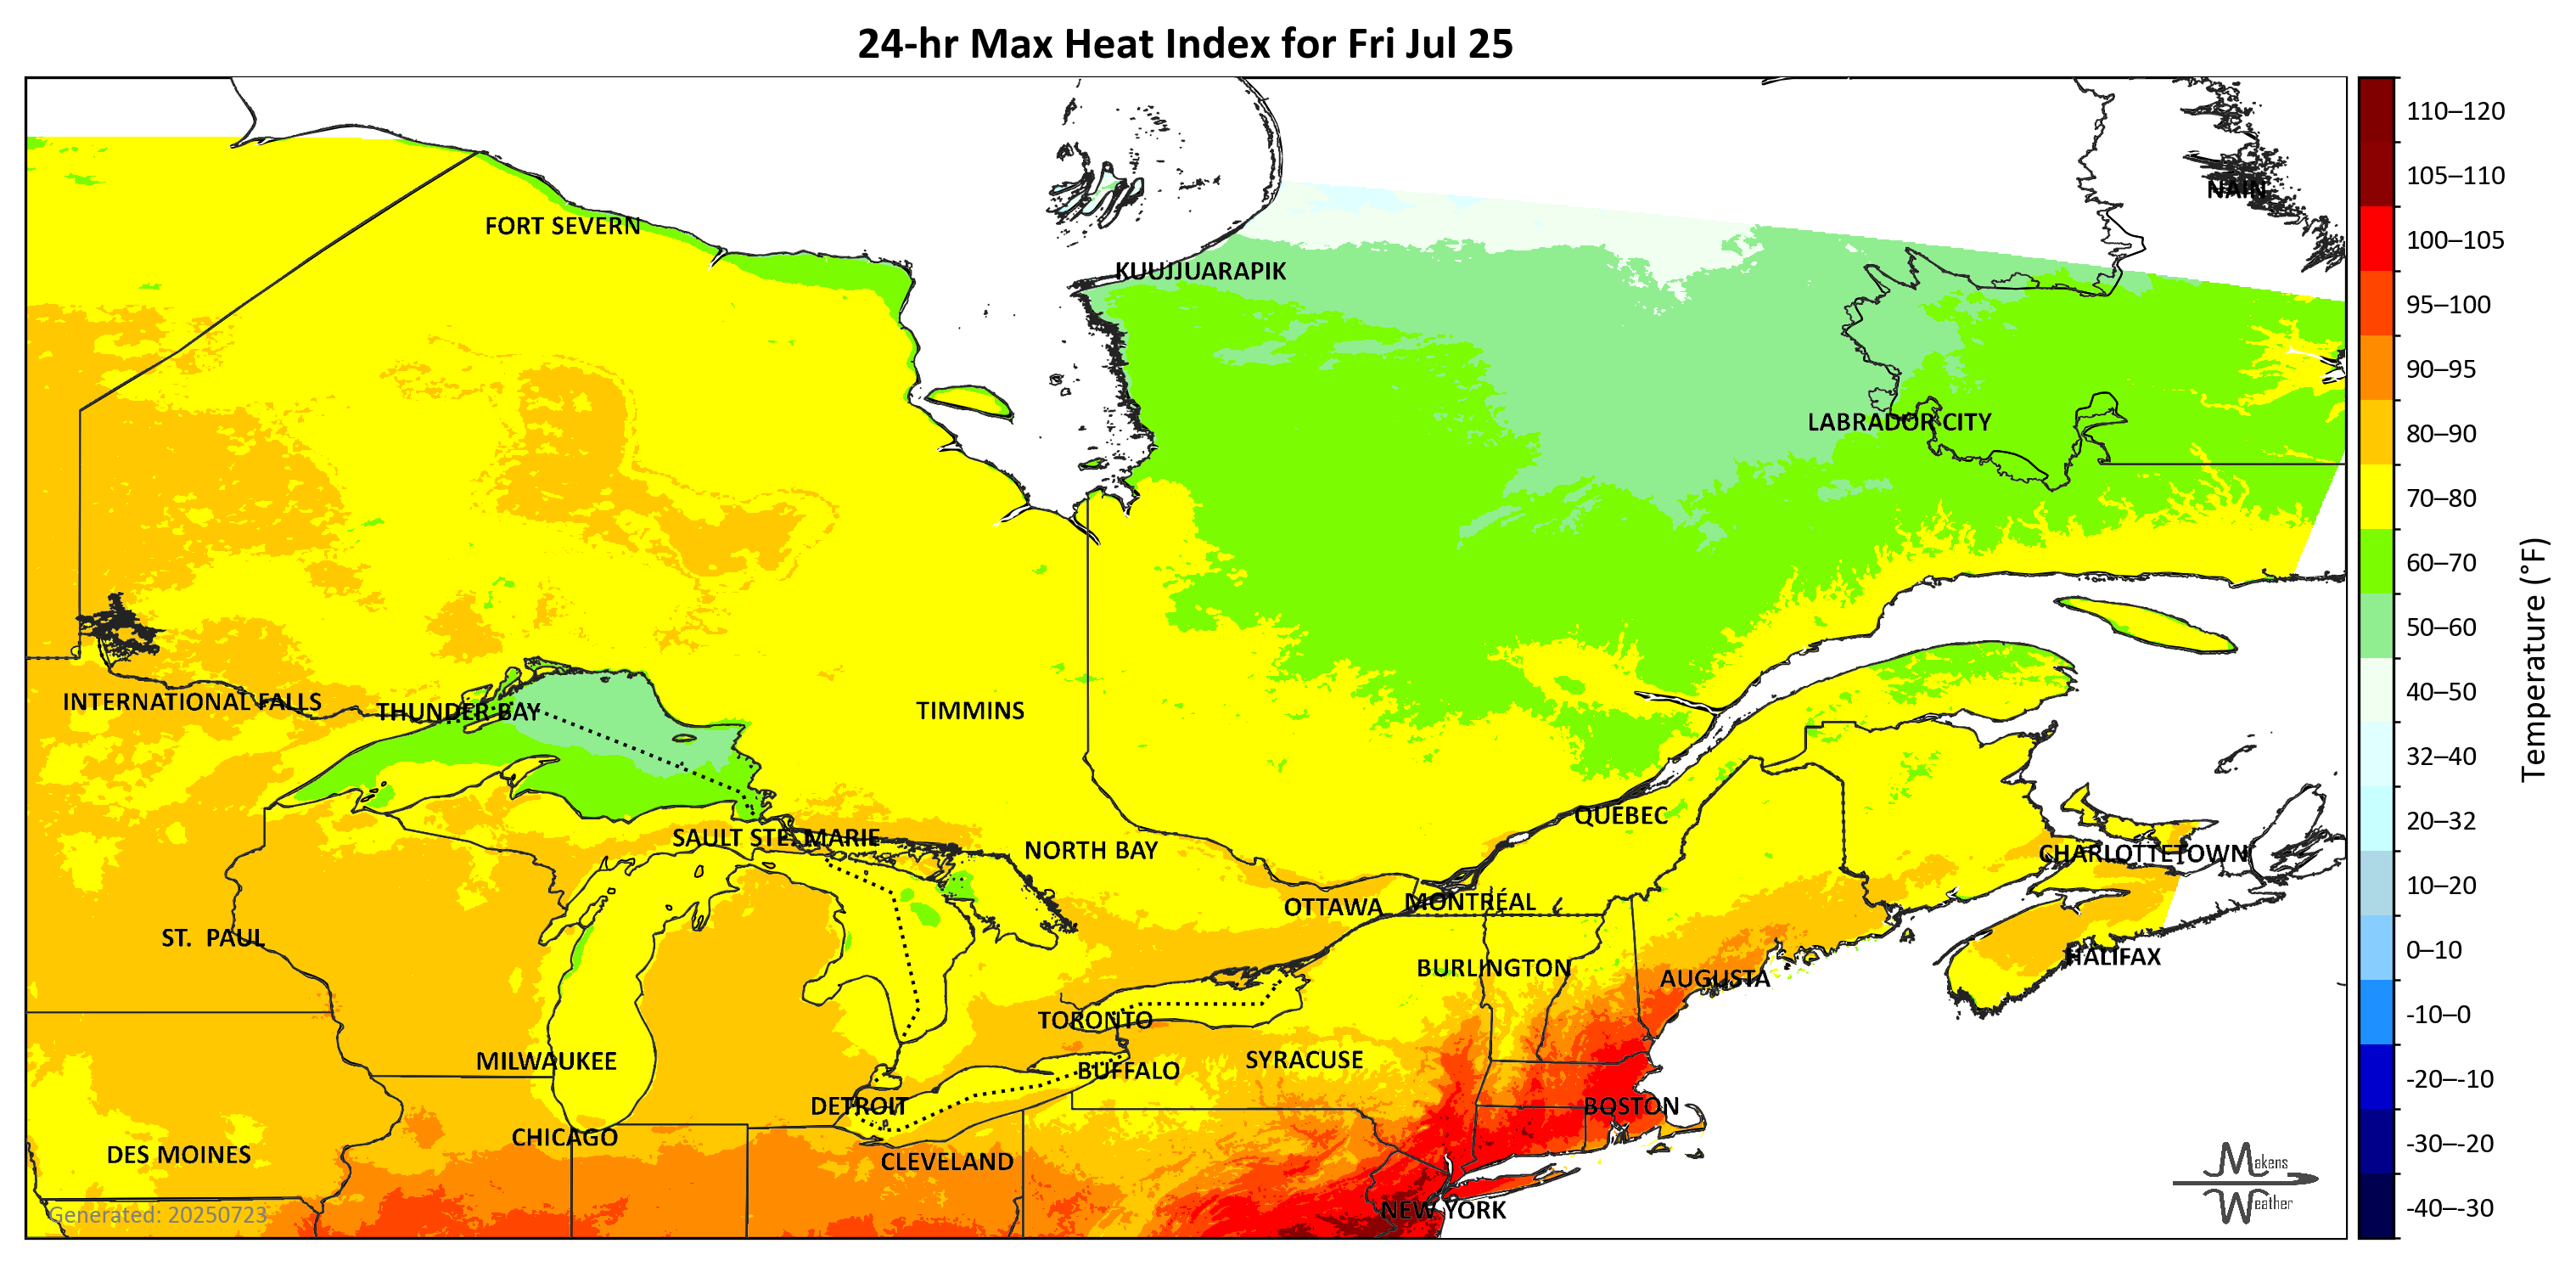 24-hr Max Heat Index for Fri Jul 25
NAIN
FORT SEVERN
KUUJJUARAPIK
LABRADOR CITY
INTERNATIONAL FALLS
THUNDER BAY
TIMMINS
QUÉBEC
SAULT STE. MARIE
NORTH BAY
CHARLOTTETOWN
OTTAWA
MONTRÉAL
ST. PAUL
HALIFAX
BURLINGTON
AUGUSTA
TORONTO
MILWAUKEE
SYRACUSE
BUFFALO
DETROIT
BOSTON
CHICAGO
DES MOINES
CLEVELAND
NEW YORK
Generated: 20250723
Makens
Weather
110–120
105–110
100–105
95–100
90–95
80–90
70–80
60–70
50–60
40–50
32–40
20–32
10–20
0–10
-10–0
-20–-10
-30–-20
-40–-30
Temperature (°F)